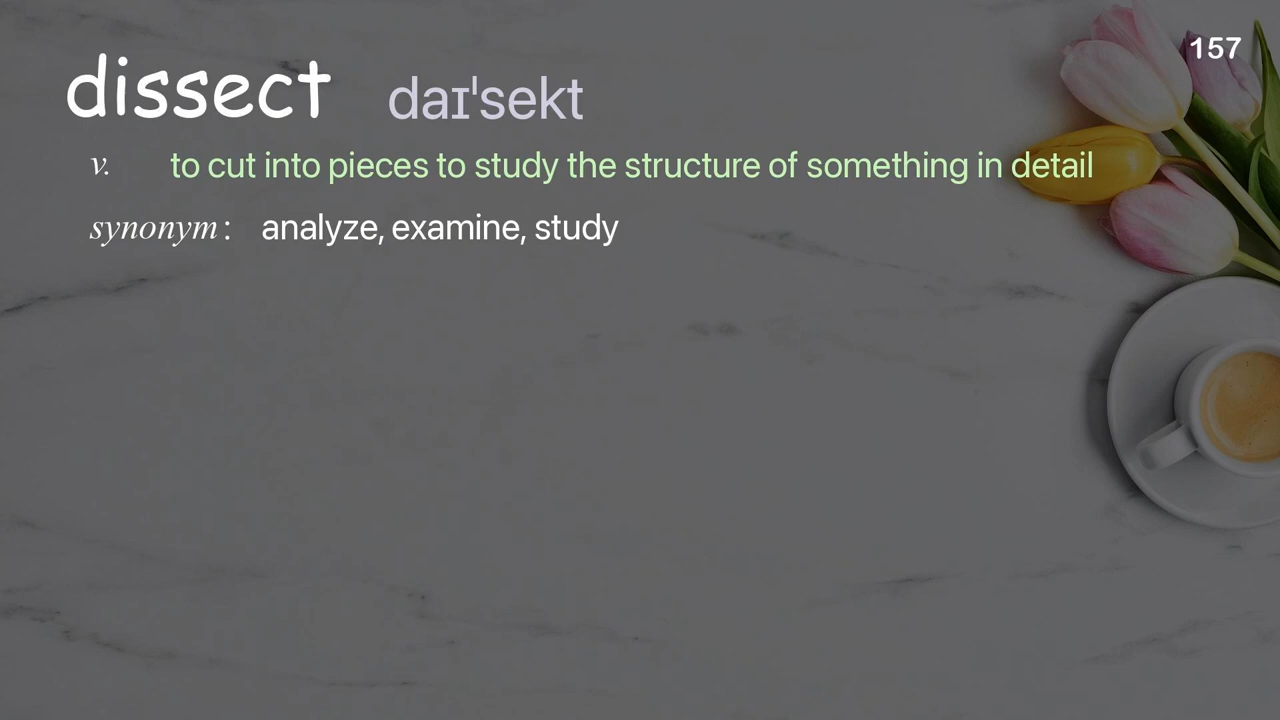 157
dissect daɪˈsekt
v. to cut into pieces to study the structure of something in detail
synonym: analyze, examine, study